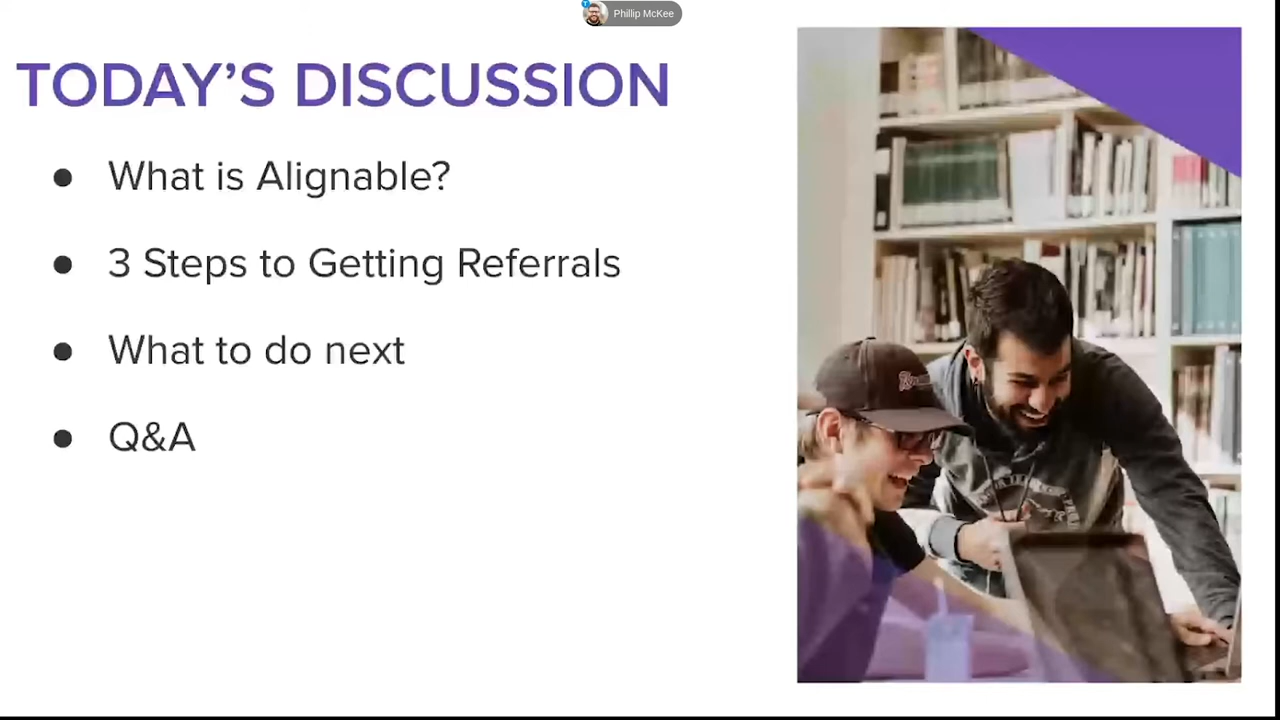 Phillip McKee
TODAY'S DISCUSSION
● What is Alignable?
● 3 Steps to Getting Referrals
● What to do next
● Q&A